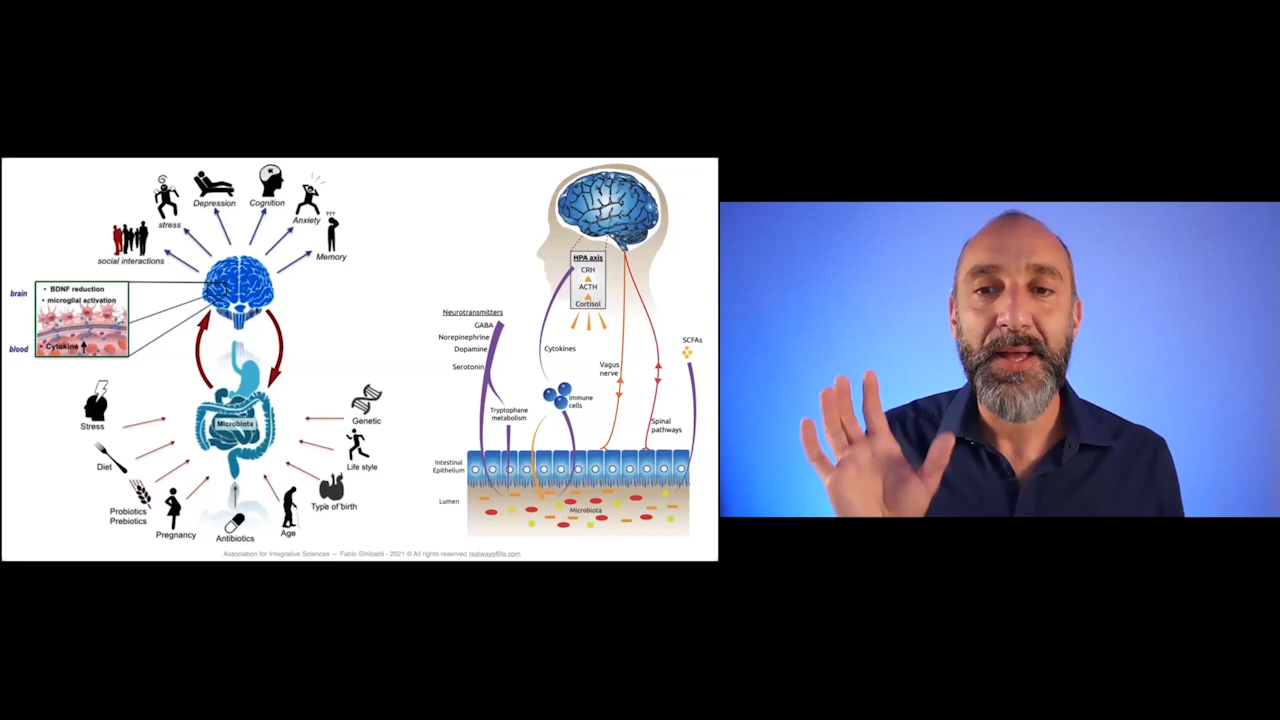 Depression
Cognition
stress
Anxiety
???
social interactions
Memory
brain
• BDNF reduction
• microglial activation
blood
• Cytokine
Stress
Microbiota
Genetic
Diet
Life style
Probiotics
Prebiotics
Type of birth
Pregnancy
Antibiotics
Age
HPA axis
CRH
ACTH
Cortisol
Neurotransmitters
GABA
Norepinephrine
Dopamine
Serotonin
Cytokines
SCFAs
Vagus
nerve
immune
cells
Tryptophane
metabolism
Spinal
pathways
Intestinal
Epithelium
Lumen
Microbiota
Association for Integrative Sciences — Fabio Sinibaldi - 2021 © All rights reserved realwayoflife.com